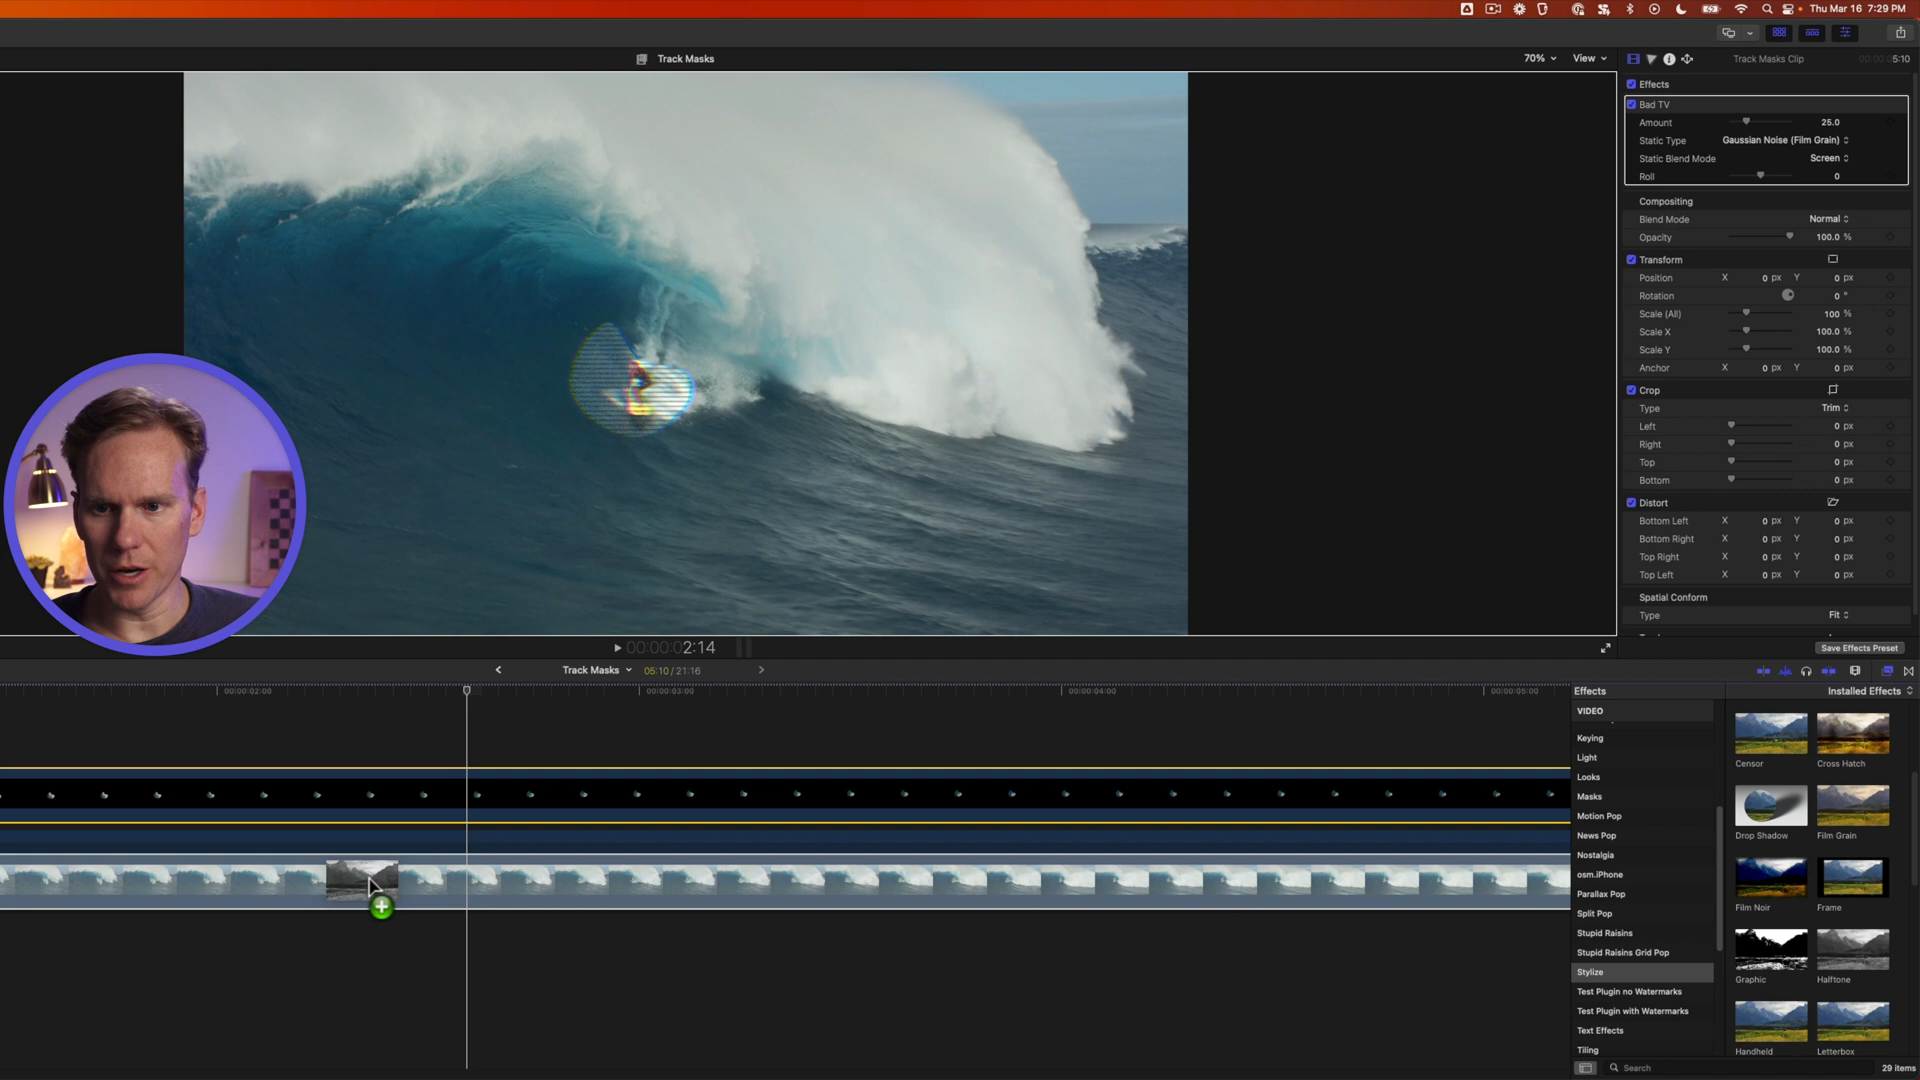 Thu Mar 16 7:29 PM
Track Masks
70%
View
Track Masks Clip
5:10
Effects
Bad TV
Amount 25.0
Static Type Gaussian Noise (Film Grain)
Static Blend Mode Screen
Roll 0
Compositing
Blend Mode Normal
Opacity 100.0 %
Transform
Position X 0 px Y 0 px
Rotation 0 °
Scale (All) 100 %
Scale X 100.0 %
Scale Y 100.0 %
Anchor X 0 px Y 0 px
Crop
Type Trim
Left 0 px
Right 0 px
Top 0 px
Bottom 0 px
Distort
Bottom Left X 0 px Y 0 px
Bottom Right X 0 px Y 0 px
Top Right X 0 px Y 0 px
Top Left X 0 px Y 0 px
Spatial Conform
Type Fit
00:00:02:14
Save Effects Preset
Track Masks 05:10 / 21:16
00:00:02:00
00:00:03:00
00:00:04:00
00:00:05:00
Effects
Installed Effects
VIDEO
Keying
Light
Looks
Masks
Motion Pop
News Pop
Nostalgia
osm.iPhone
Parallax Pop
Split Pop
Stupid Raisins
Stupid Raisins Grid Pop
Stylize
Test Plugin no Watermarks
Test Plugin with Watermarks
Text Effects
Tiling
Censor
Cross Hatch
Drop Shadow
Film Grain
Film Noir
Frame
Graphic
Halftone
Handheld
Letterbox
Search
29 items